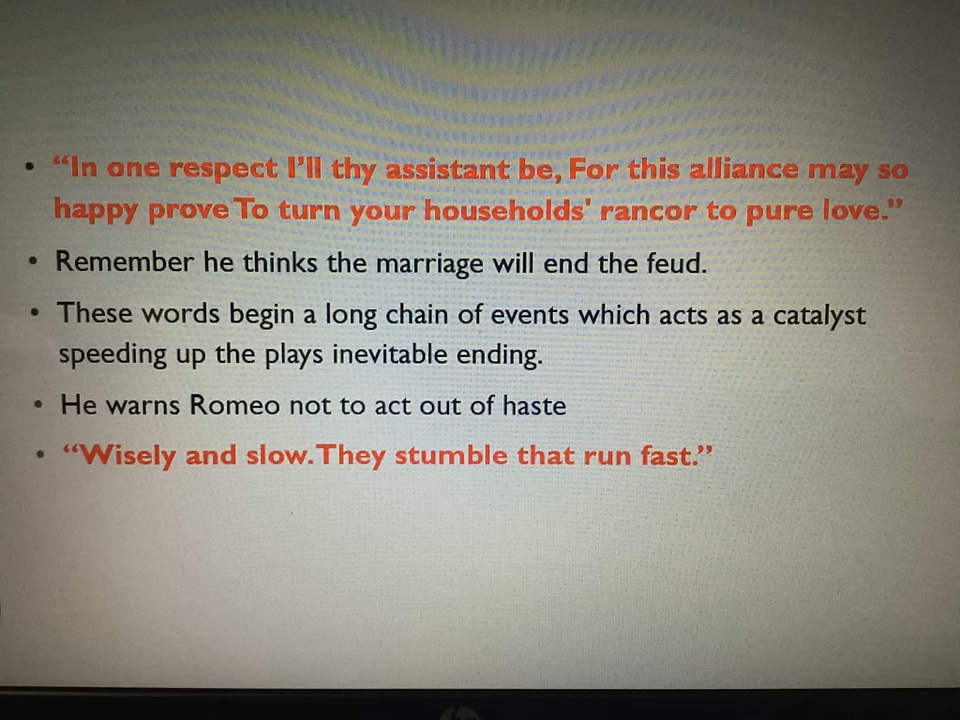 • “In one respect I’ll thy assistant be, For this alliance may so
happy prove To turn your households' rancor to pure love.”
• Remember he thinks the marriage will end the feud.
• These words begin a long chain of events which acts as a catalyst
speeding up the plays inevitable ending.
• He warns Romeo not to act out of haste
• “Wisely and slow. They stumble that run fast.”